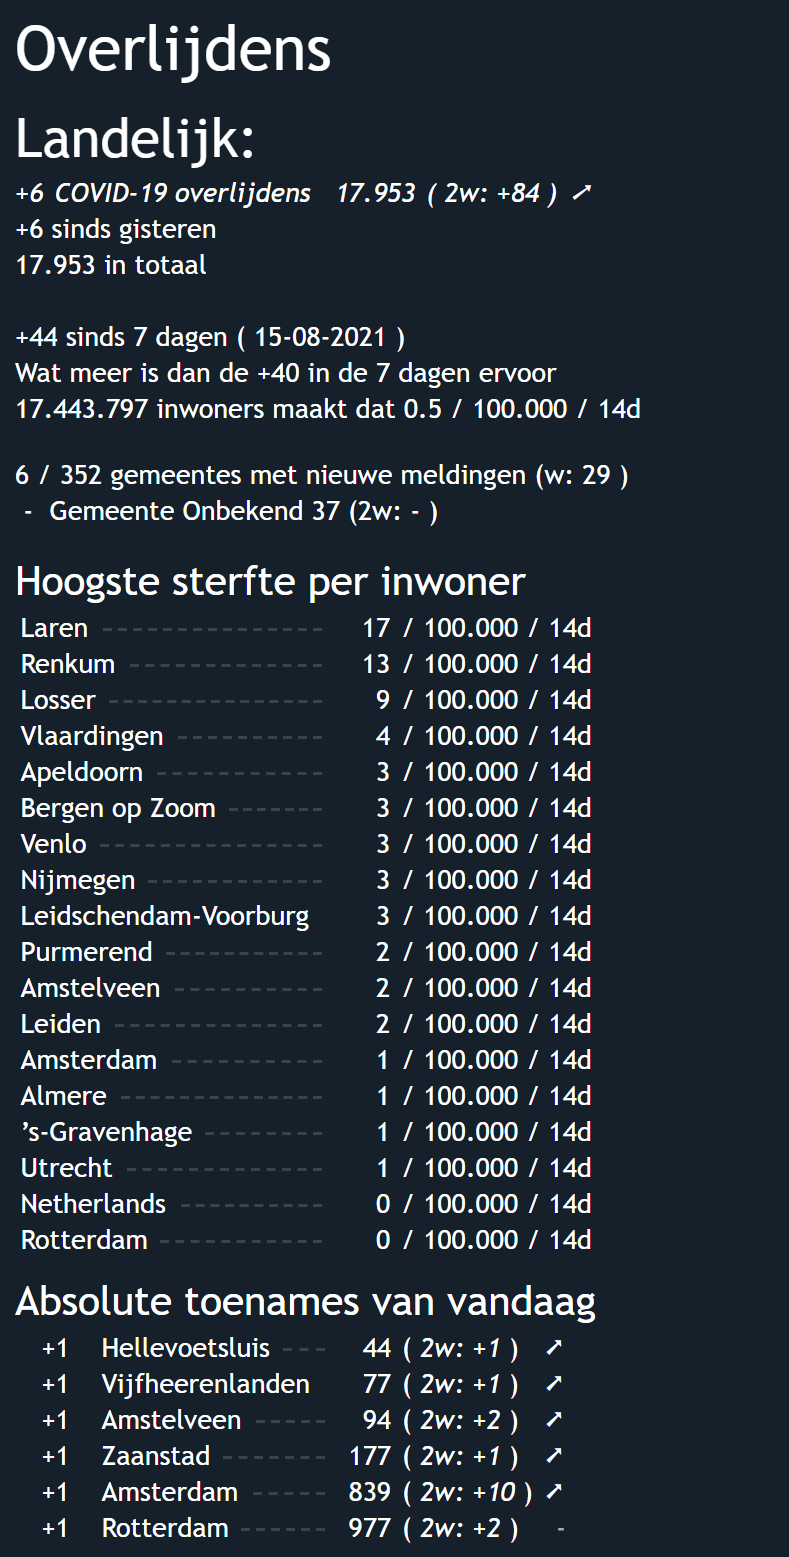 Overlijdens
Landelijk:
+6 COVID-19 overlijdens 17.953 ( 2w: +84 ) ➚
+6 sinds gisteren
17.953 in totaal
+44 sinds 7 dagen ( 15-08-2021 )
Wat meer is dan de +40 in de 7 dagen ervoor
17.443.797 inwoners maakt dat 0.5 / 100.000 / 14d
6 / 352 gemeentes met nieuwe meldingen (w: 29 )
- Gemeente Onbekend 37 (2w: - )
Hoogste sterfte per inwoner
Laren ---------------- 17 / 100.000 / 14d
Renkum -------------- 13 / 100.000 / 14d
Losser --------------- 9 / 100.000 / 14d
Vlaardingen ---------- 4 / 100.000 / 14d
Apeldoorn ------------ 3 / 100.000 / 14d
Bergen op Zoom ------- 3 / 100.000 / 14d
Venlo ---------------- 3 / 100.000 / 14d
Nijmegen ------------- 3 / 100.000 / 14d
Leidschendam-Voorburg 3 / 100.000 / 14d
Purmerend ----------- 2 / 100.000 / 14d
Amstelveen ---------- 2 / 100.000 / 14d
Leiden --------------- 2 / 100.000 / 14d
Amsterdam ----------- 1 / 100.000 / 14d
Almere --------------- 1 / 100.000 / 14d
’s-Gravenhage -------- 1 / 100.000 / 14d
Utrecht -------------- 1 / 100.000 / 14d
Netherlands ---------- 0 / 100.000 / 14d
Rotterdam ------------ 0 / 100.000 / 14d
Absolute toenames van vandaag
+1 Hellevoetsluis --- 44 ( 2w: +1 ) ➚
+1 Vijfheerenlanden 77 ( 2w: +1 ) ➚
+1 Amstelveen ----- 94 ( 2w: +2 ) ➚
+1 Zaanstad ------- 177 ( 2w: +1 ) ➚
+1 Amsterdam ----- 839 ( 2w: +10 ) ➚
+1 Rotterdam ------ 977 ( 2w: +2 ) -